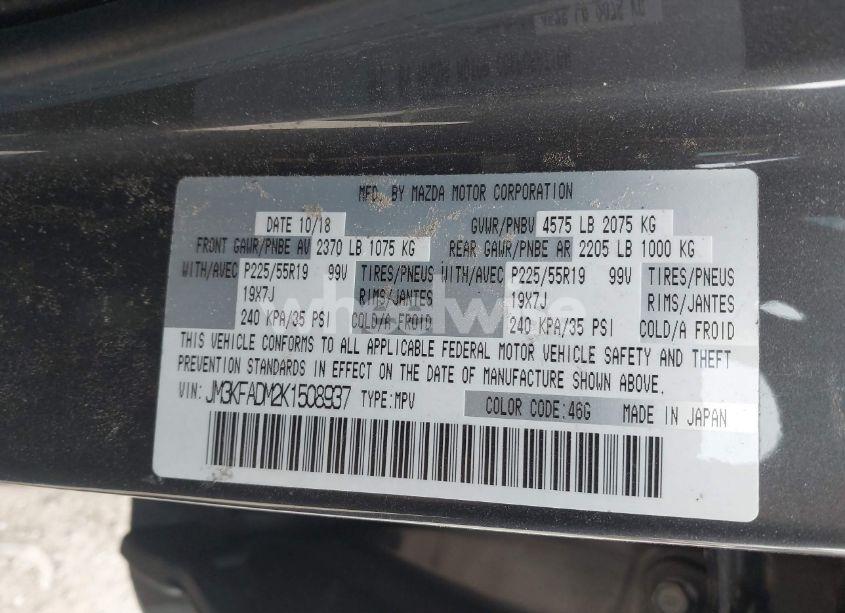 MFD. BY MAZDA MOTOR CORPORATION
DATE 10/18 GVWR/PNBV 4575 LB 2075 KG
FRONT GAWR/PNBE AV 2370 LB 1075 KG REAR GAWR/PNBE AR 2205 LB 1000 KG
WITH/AVEC P225/55R19 99V TIRES/PNEUS WITH/AVEC P225/55R19 99V TIRES/PNEUS
19X7J RIMS/JANTES 19X7J RIMS/JANTES
240 KPA/35 PSI COLD/A FROID 240 KPA/35 PSI COLD/A FROID
THIS VEHICLE CONFORMS TO ALL APPLICABLE FEDERAL MOTOR VEHICLE SAFETY AND THEFT
PREVENTION STANDARDS IN EFFECT ON THE DATE OF MANUFACTURE SHOWN ABOVE.
VIN: JM3KFADM2K1508937 TYPE:MPV COLOR CODE:46G MADE IN JAPAN
wheelwise